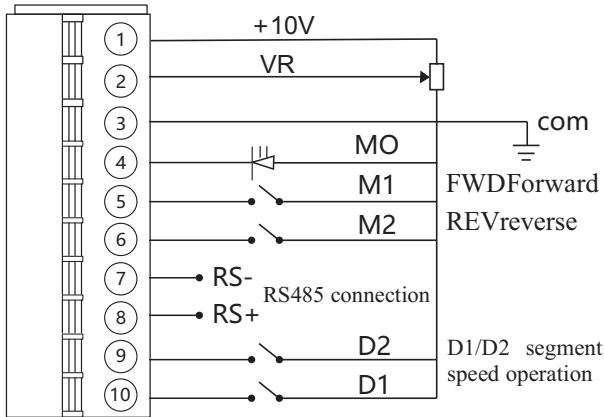 1 +10V
2 VR
3 com
4 MO
5 M1 FWDForward
6 M2 REVreverse
7 RS-
RS485 connection
8 RS+
9 D2 D1/D2 segment
speed operation
10 D1